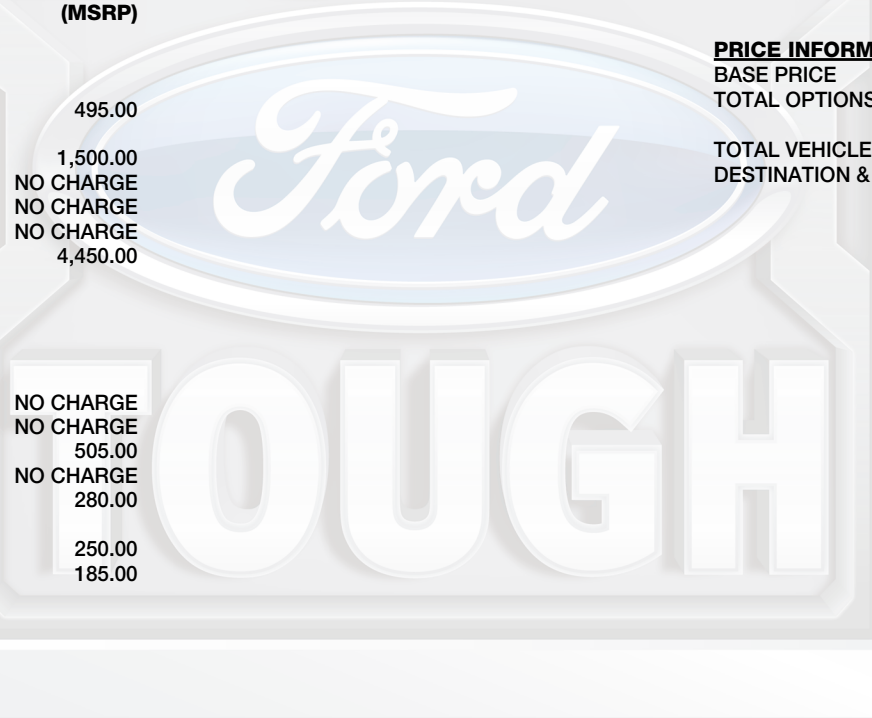 (MSRP)
495.00
1,500.00
NO CHARGE
NO CHARGE
NO CHARGE
4,450.00
NO CHARGE
NO CHARGE
505.00
NO CHARGE
280.00
250.00
185.00
PRICE INFORM
BASE PRICE
TOTAL OPTIONS
TOTAL VEHICLE
DESTINATION &
Ford
TOUGH